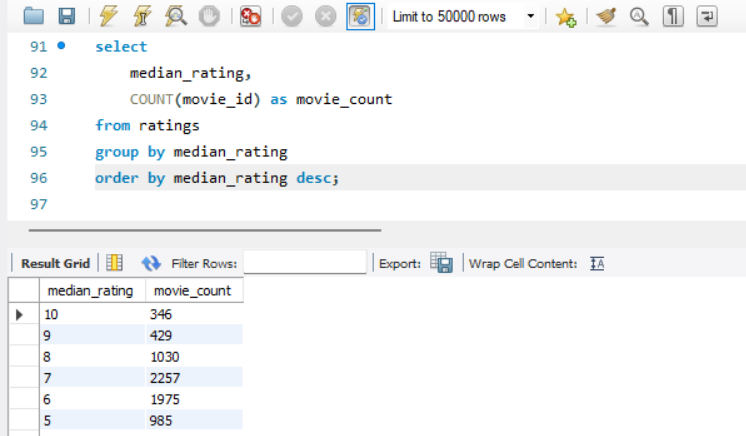 Limit to 50000 rows
91 select
92 median_rating,
93 COUNT(movie_id) as movie_count
94 from ratings
95 group by median_rating
96 order by median_rating desc;
97
Result Grid Filter Rows: Export: Wrap Cell Content: IA
median_rating movie_count
10 346
9 429
8 1030
7 2257
6 1975
5 985